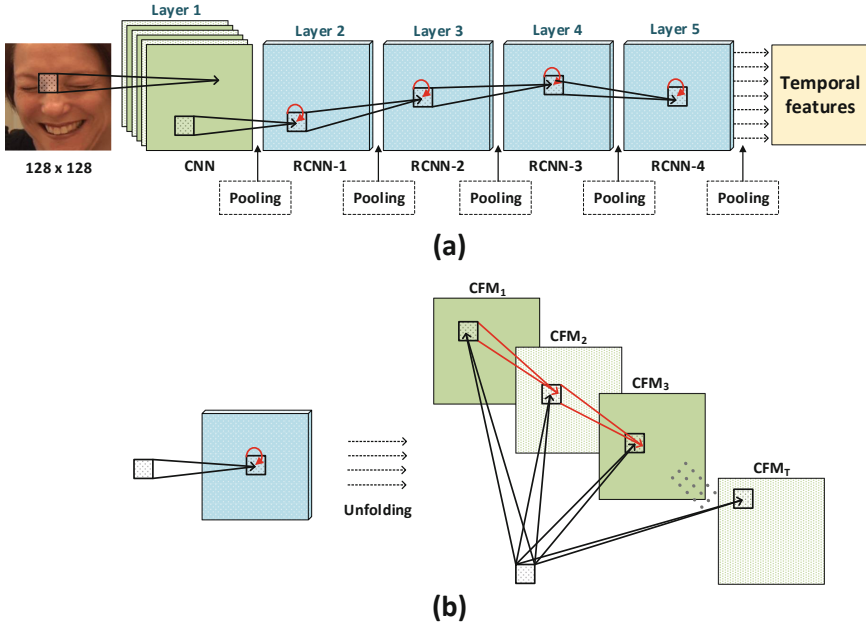 Layer 1
Layer 2
Layer 3
Layer 4
Layer 5
Temporal
features
128 x 128
CNN
RCNN-1
RCNN-2
RCNN-3
RCNN-4
Pooling
Pooling
Pooling
Pooling
Pooling
(a)
CFM1
CFM2
CFM3
CFMT
Unfolding
(b)